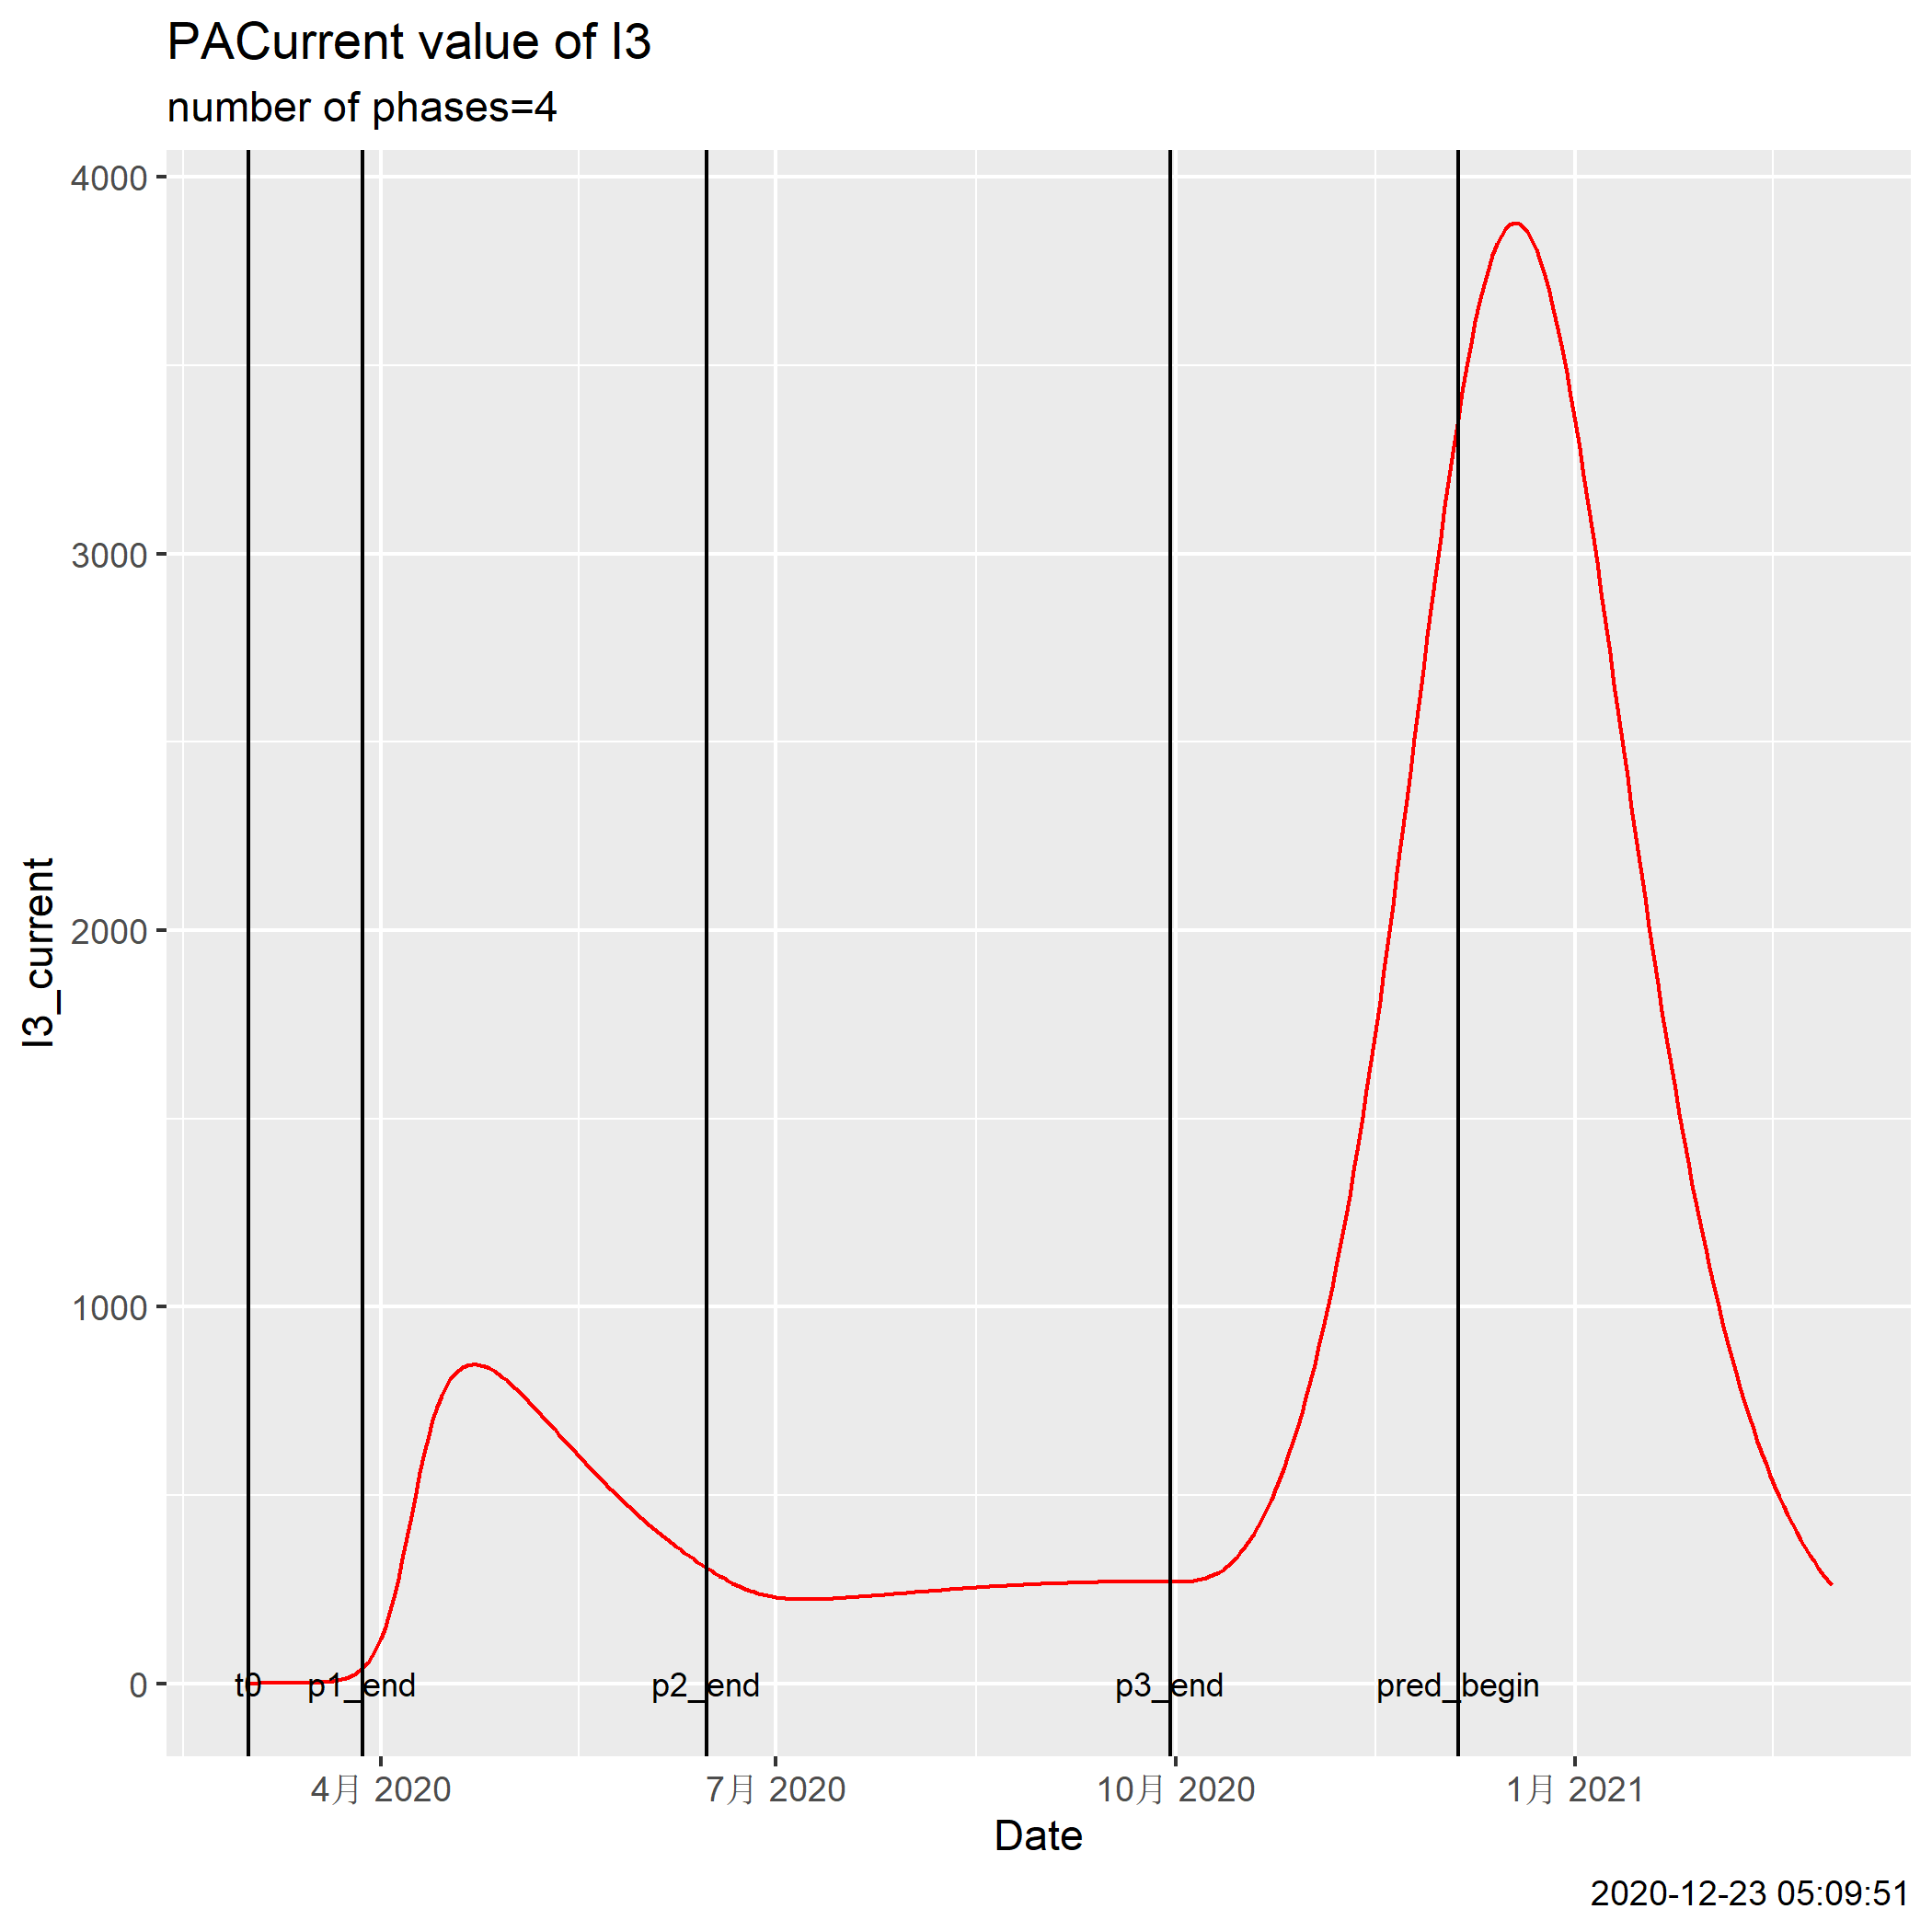 PACurrent value of I3
number of phases=4
4000
3000
2000
1000
0
I3_current
t0
p1_end
p2_end
p3_end
pred_begin
4月 2020
7月 2020
10月 2020
1月 2021
Date
2020-12-23 05:09:51